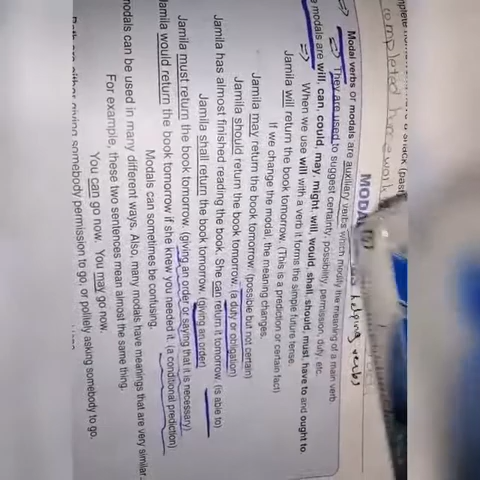 completed homework
MODAL
helping verbs
Modal verbs or modals are auxiliary verbs which modify the meaning of a main verb.
They are used to suggest certainty, possibility, permission, duty, etc.
modals are will, can, could, may, might, will, would, shall, should, must, have to and ought to.
When we use will with a verb it forms the simple future tense.
Jamila will return the book tomorrow. (This is a prediction or certain fact)
If we change the modal, the meaning changes.
Jamila may return the book tomorrow. (possible but not certain)
Jamila should return the book tomorrow. (a duty or obligation)
Jamila has almost finished reading the book. She can return it tomorrow. (is able to)
Jamila shall return the book tomorrow. (giving an order)
Jamila must return the book tomorrow. (giving an order or saying that it is necessary)
Jamila would return the book tomorrow if she knew you needed it. (a conditional prediction)
Modals can sometimes be confusing.
modals can be used in many different ways. Also, many modals have meanings that are very similar.
For example, these two sentences mean almost the same thing.
You can go now. You may go now.
Both are either giving somebody permission to go, or politely asking somebody to go.